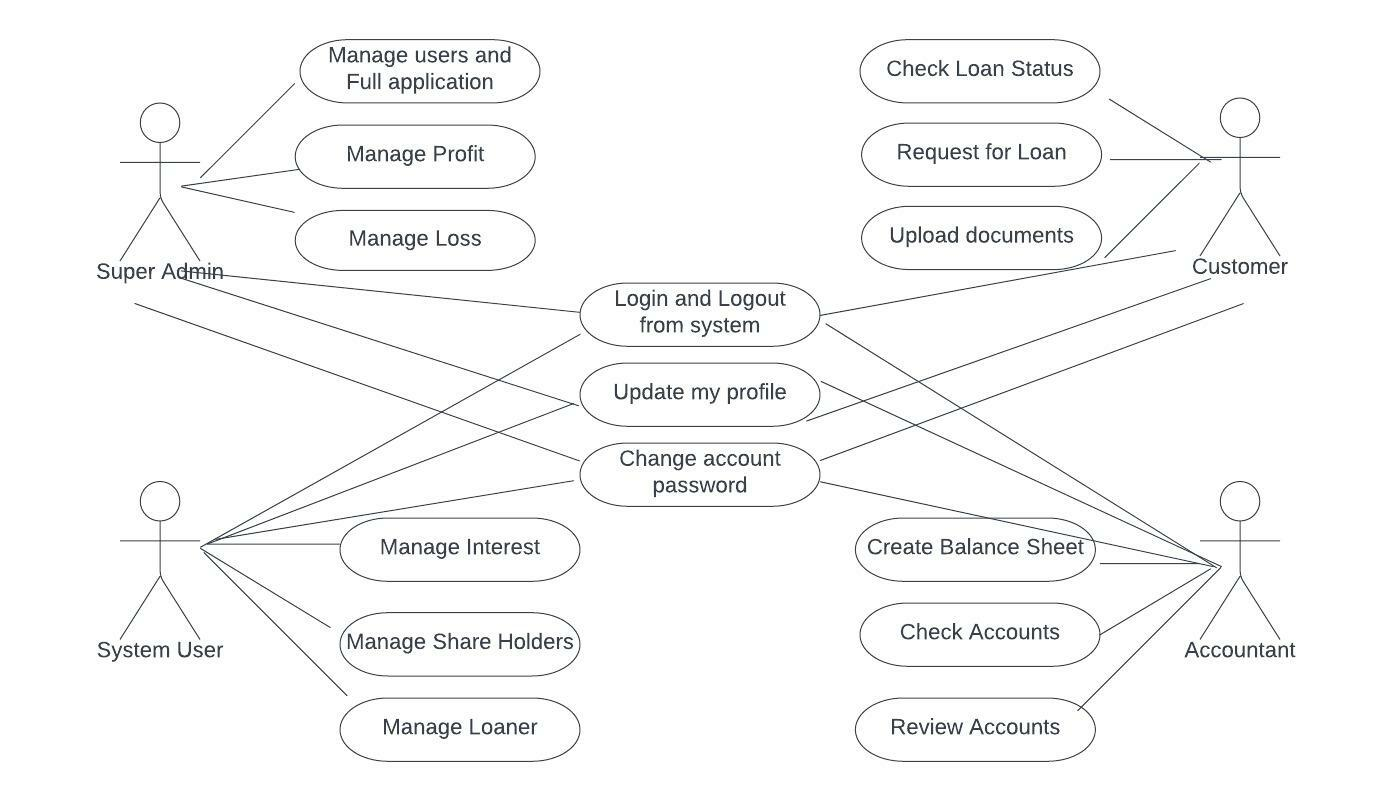 Manage users and
Full application
Check Loan Status
Manage Profit
Request for Loan
Manage Loss
Upload documents
Super Admin
Customer
Login and Logout
from system
Update my profile
Change account
password
Manage Interest
Create Balance Sheet
Manage Share Holders
Check Accounts
System User
Accountant
Manage Loaner
Review Accounts